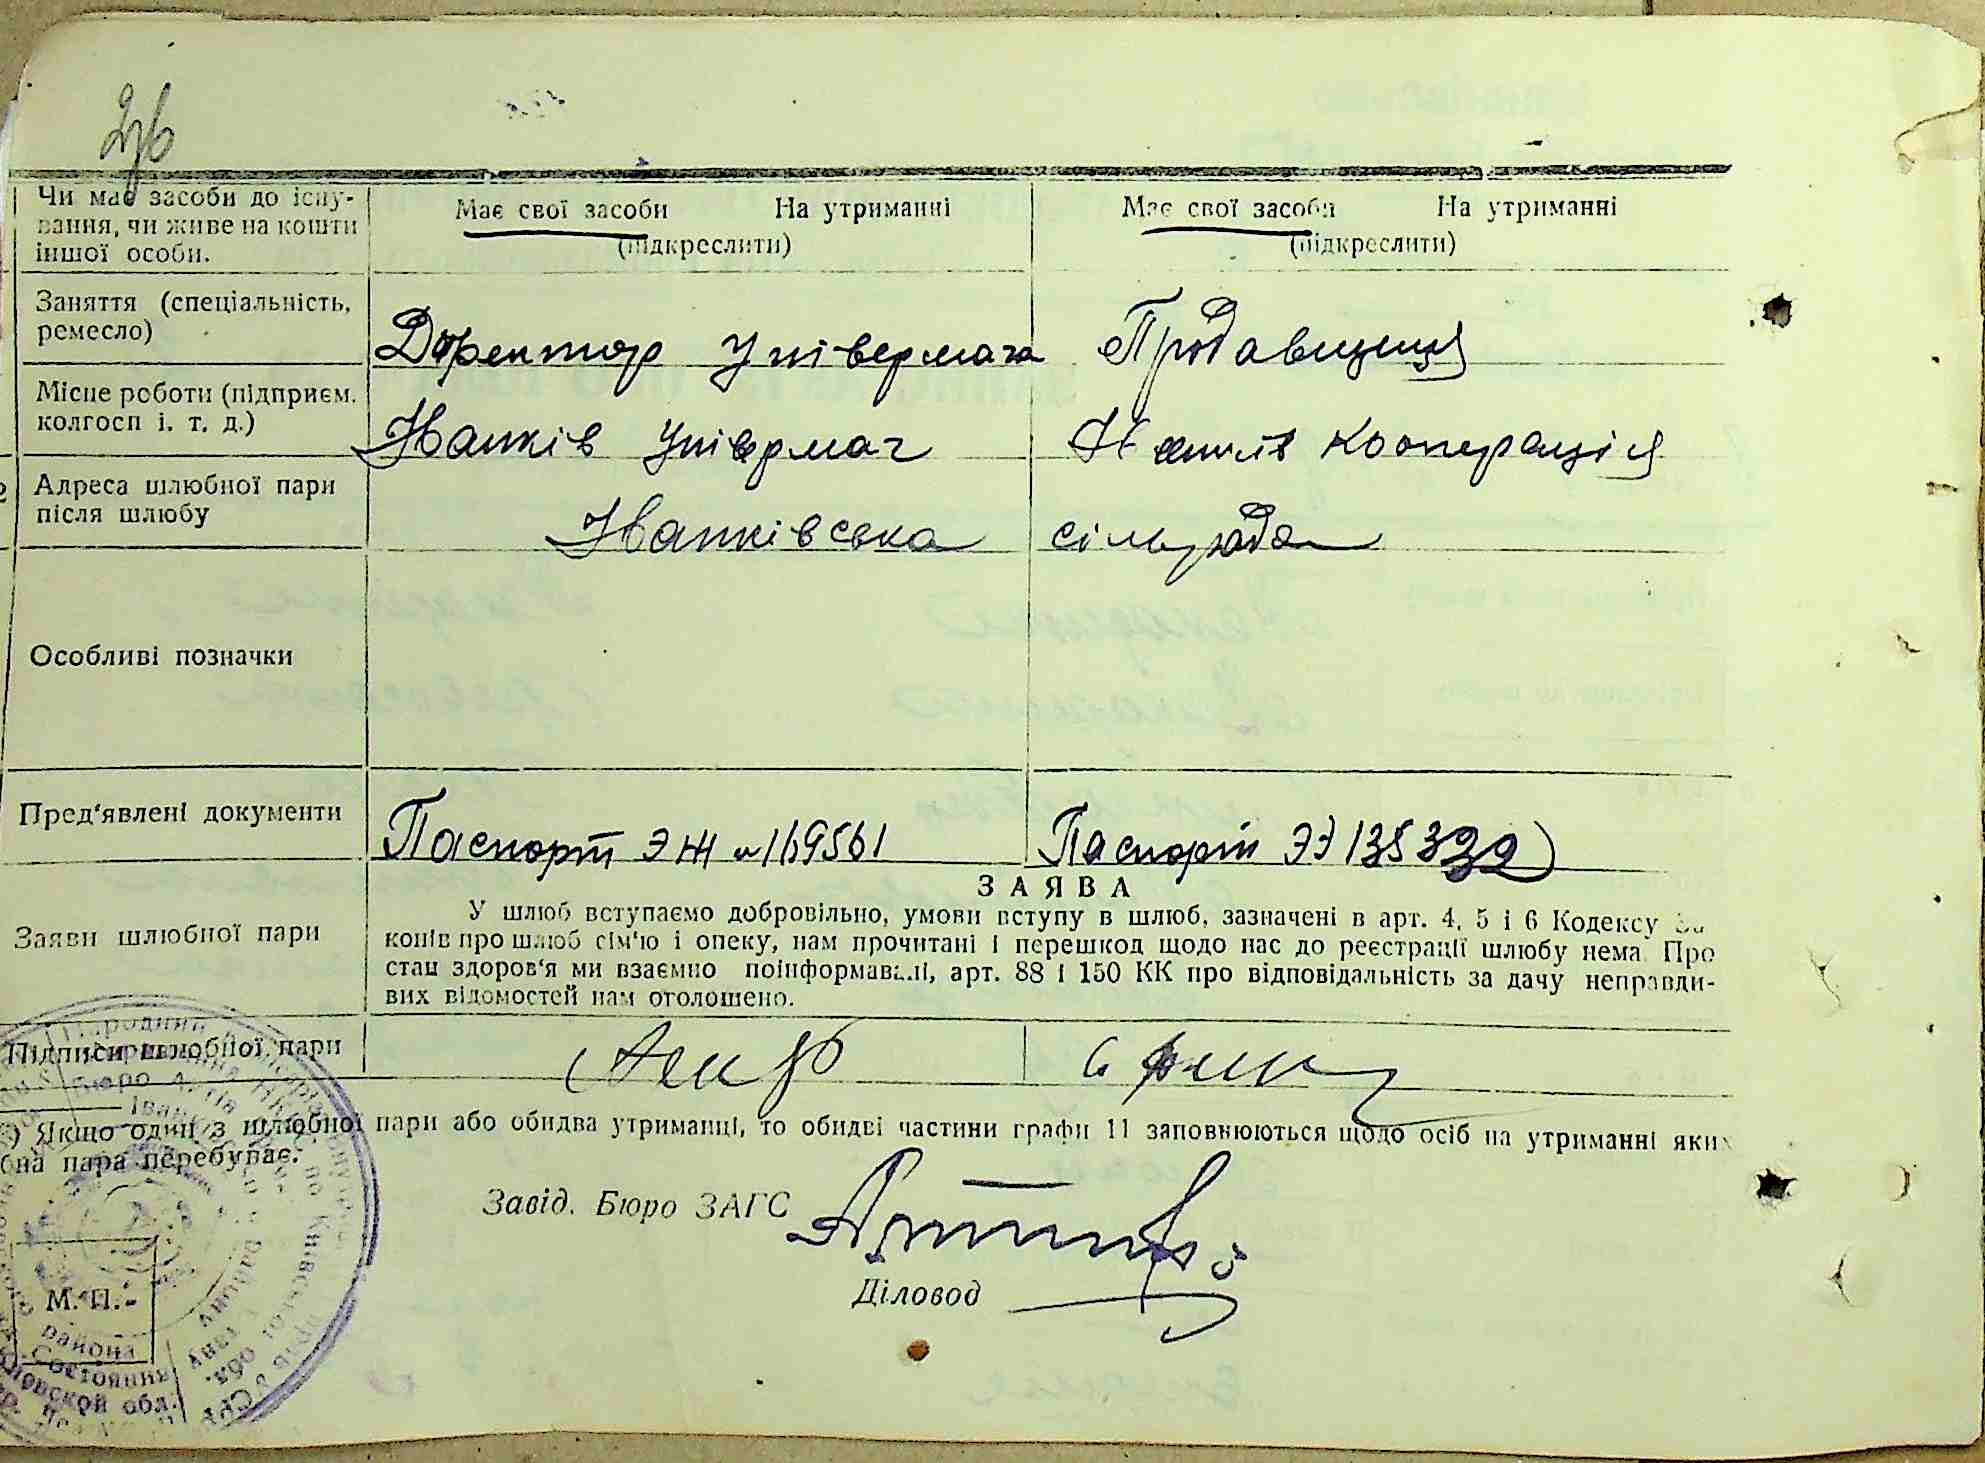 Чи має засоби до існу-
вання, чи живе на кошти
іншої особи.
Має свої засоби На утриманні
(підкреслити)
Має свої засоби На утриманні
(підкреслити)
Заняття (спеціальність,
ремесло)
Директор Універмага
Продавщиця
Місце роботи (підприєм.
колгосп і. т. д.)
Іванків Універмаг
Іванків Кооперація
Адреса шлюбної пари
після шлюбу
Іванківська сільрада
Особливі позначки
Пред'явлені документи
Паспорт ЭЖ №169561
Паспорт ЭЭ 135332
Заяви шлюбної пари
ЗАЯВА
У шлюб вступаємо добровільно, умови вступу в шлюб, зазначені в арт. 4, 5 і 6 Кодексу За
конів про шлюб сім'ю і опеку, нам прочитані і перешкод щодо нас до реєстрації шлюбу нема. Про
стан здоров'я ми взаємно поінформавалі, арт. 88 і 150 КК про відповідальність за дачу неправди-
вих відомостей нам оголошено.
Підписи шлюбної пари
) Якщо один з шлюбної пари або обидва утриманці, то обидві частини графи 11 заповнюються щодо осіб на утриманні яких
бна пара перебуває.
Завід. Бюро ЗАГС
Діловод
М. П.